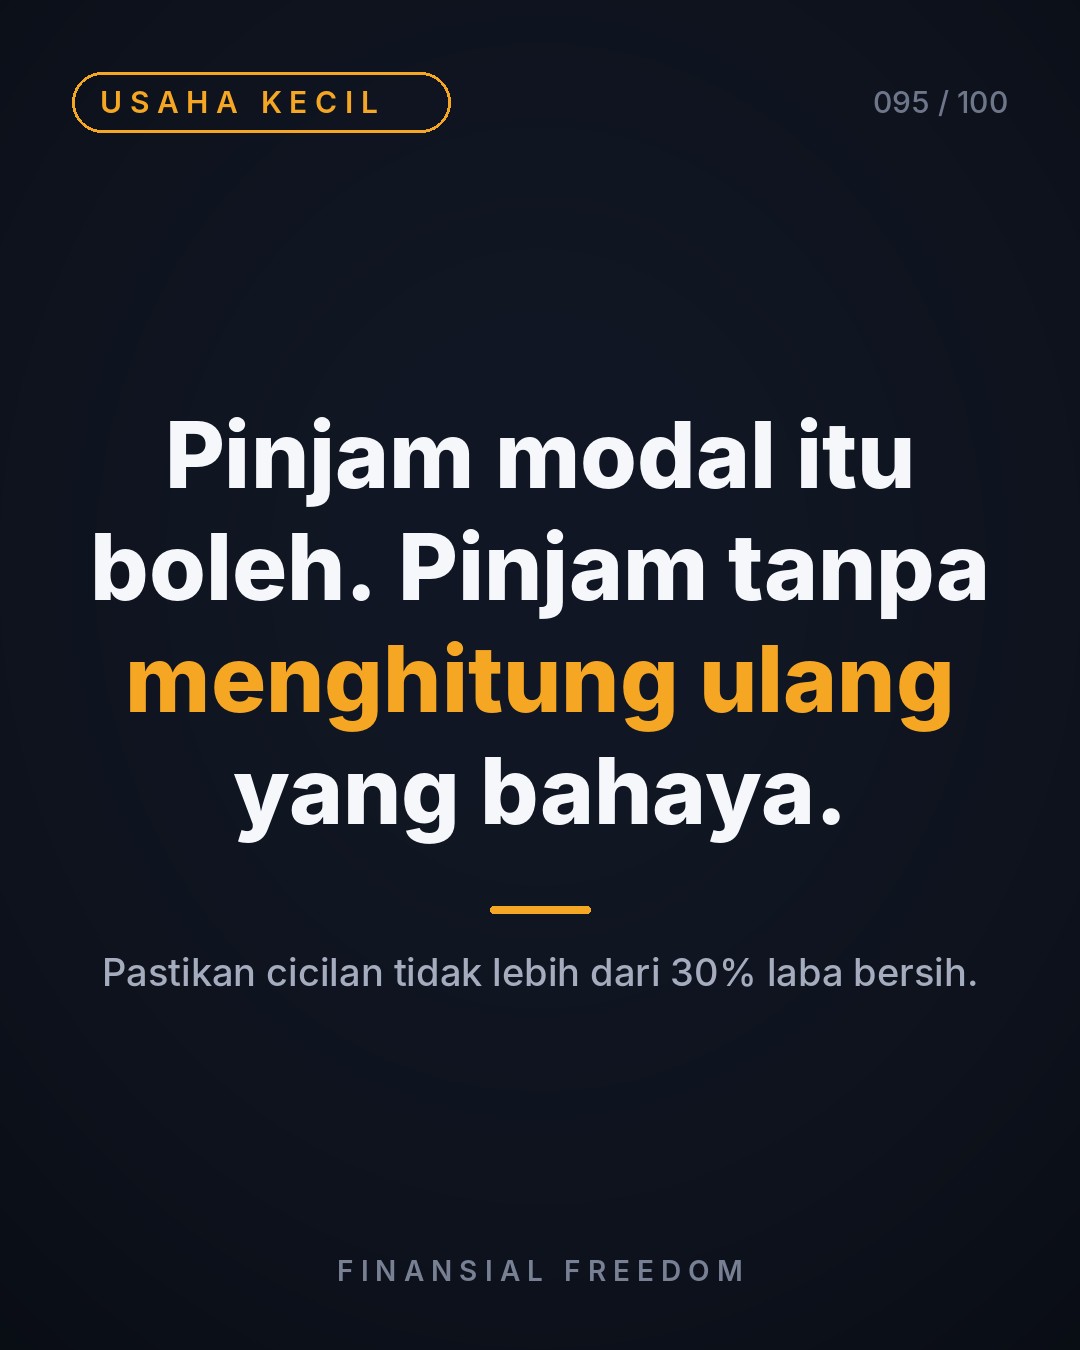 USAHA KECIL
095 / 100
Pinjam modal itu
boleh. Pinjam tanpa
menghitung ulang
yang bahaya.
Pastikan cicilan tidak lebih dari 30% laba bersih.
FINANSIAL FREEDOM